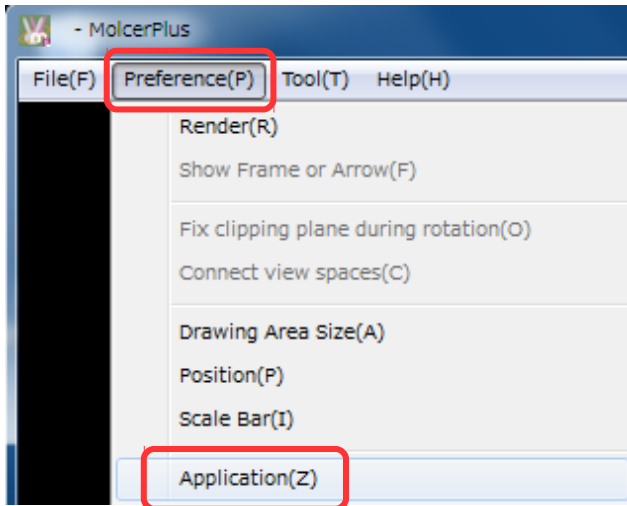 - MolcerPlus
File(F) Preference(P) Tool(T) Help(H)
Render(R)
Show Frame or Arrow(F)
Fix clipping plane during rotation(O)
Connect view spaces(C)
Drawing Area Size(A)
Position(P)
Scale Bar(I)
Application(Z)